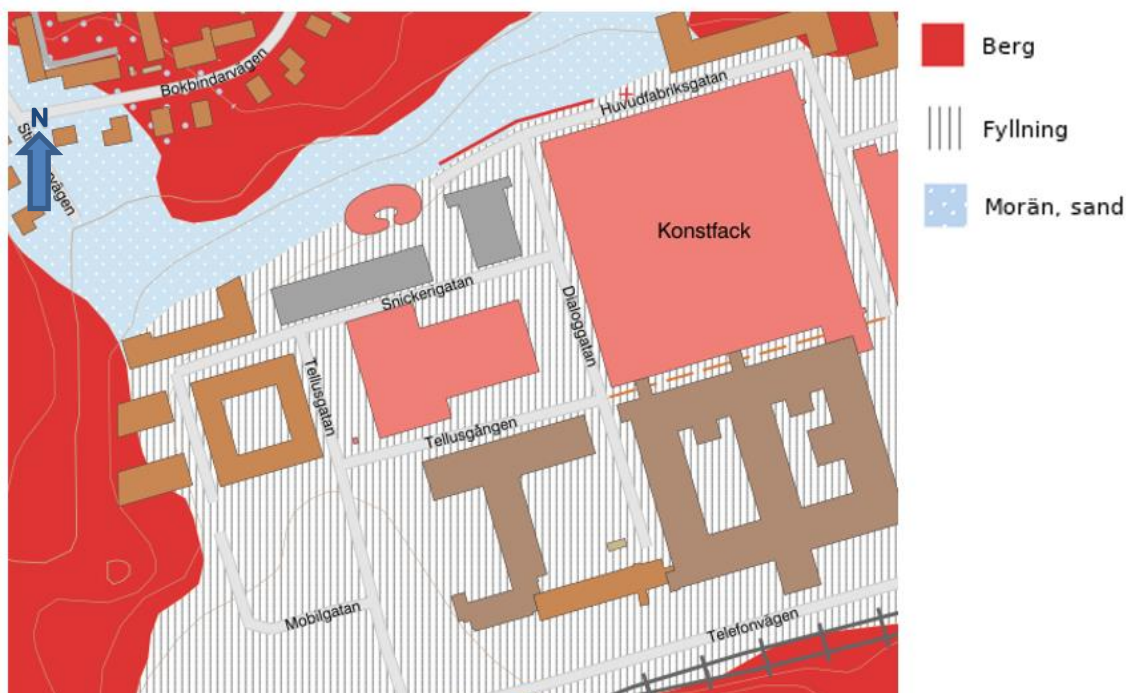 Bokbindarvägen
N
Huvudfabriksgatan
Konstfack
Snickerigatan
Dialoggatan
Tellusgatan
Tellusgången
Mobilgatan
Telefonvägen
Berg
Fyllning
Morän, sand